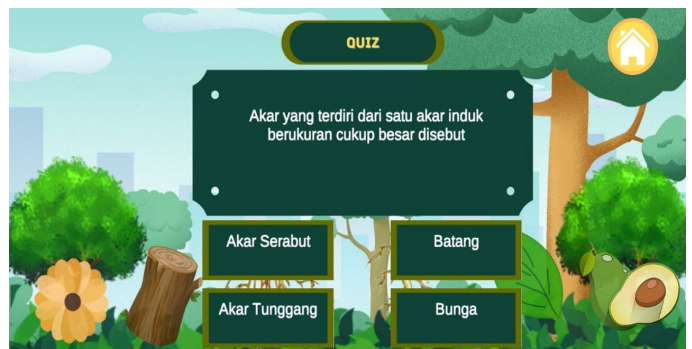 QUIZ
Akar yang terdiri dari satu akar induk
berukuran cukup besar disebut
Akar Serabut
Batang
Akar Tunggang
Bunga